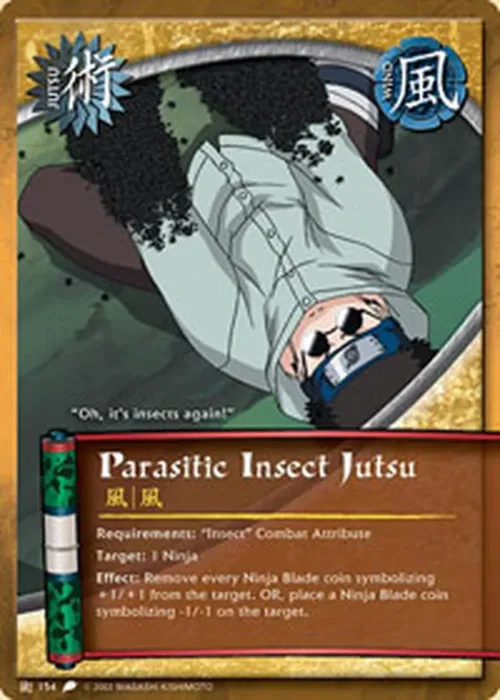 術
JUTSU
風
WIND
"Oh, it's insects again!"
Parasitic Insect Jutsu
風|風
Requirements: "Insect" Combat Attribute
Target: 1 Ninja
Effect: Remove every Ninja Blade coin symbolizing
+1/+1 from the target. OR, place a Ninja Blade coin
symbolizing -1/-1 on the target.
154
© 2002 MASASHI KISHIMOTO